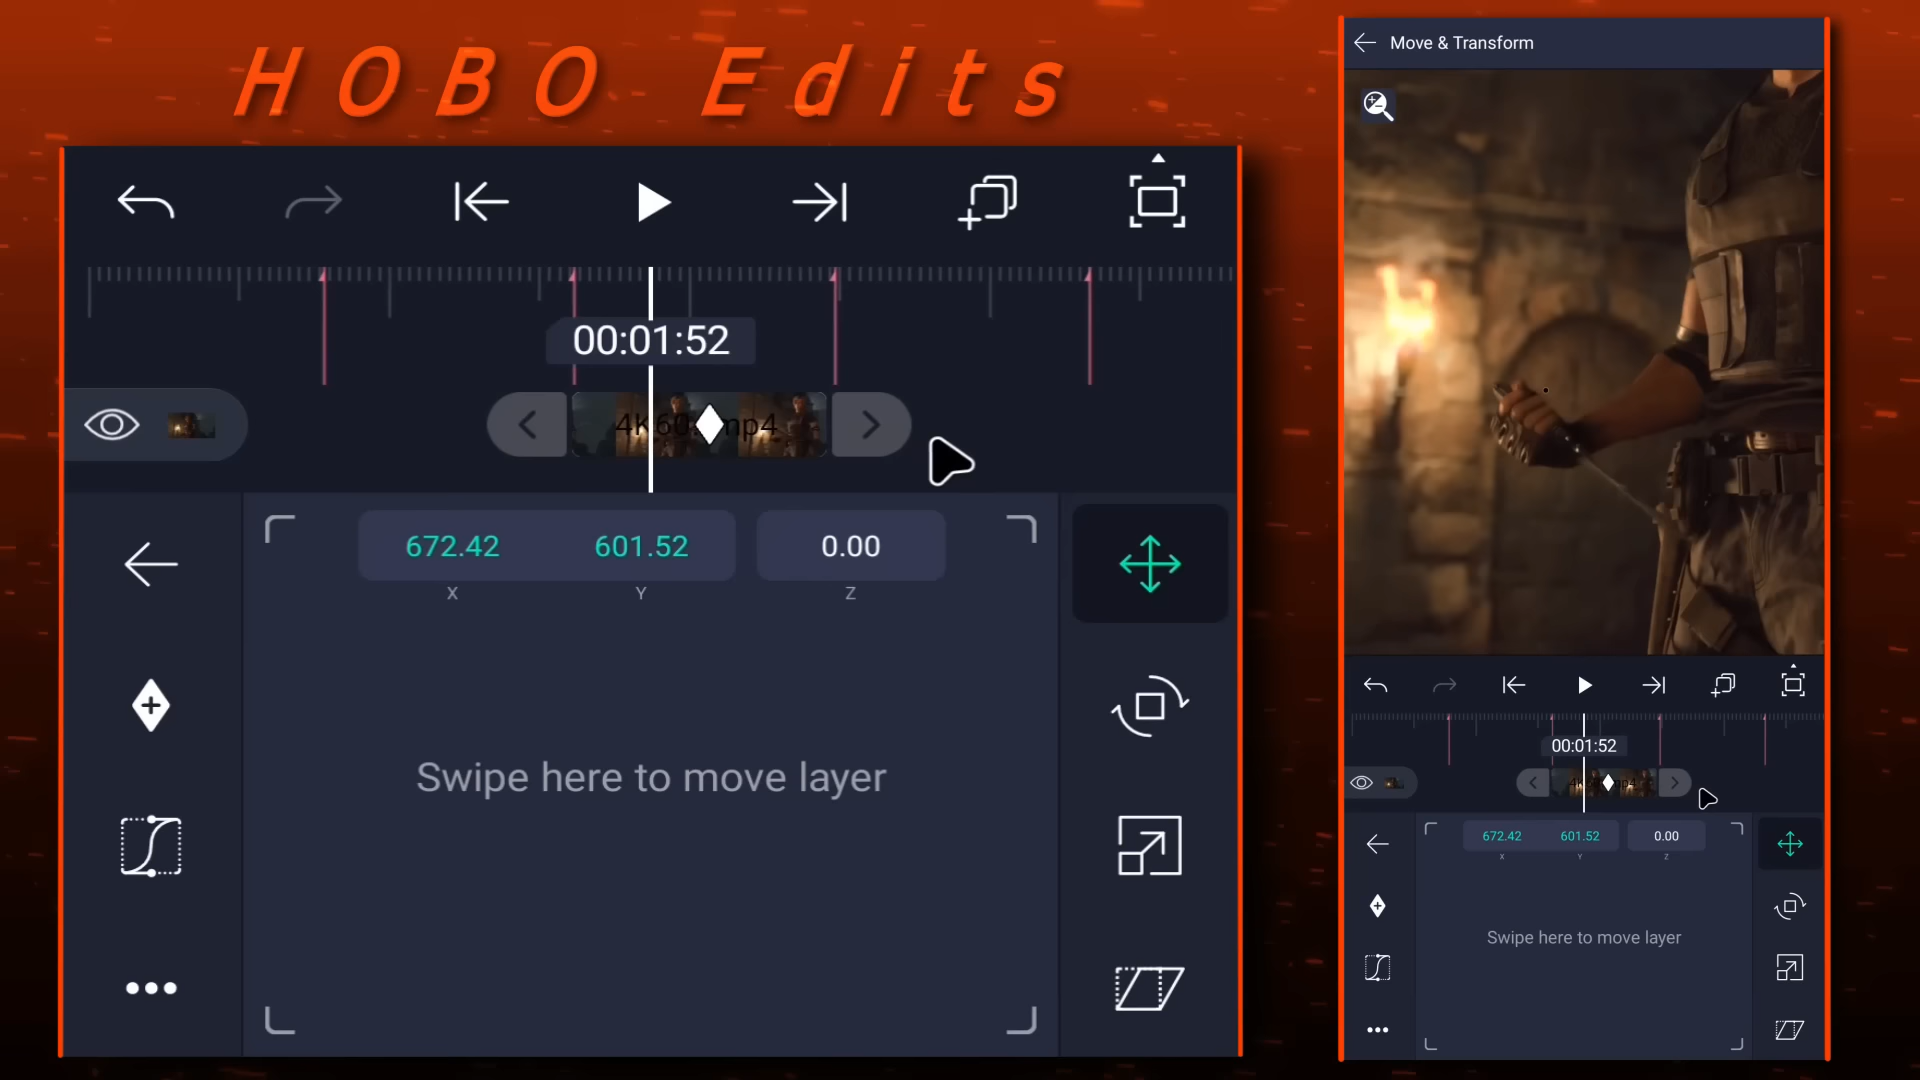 HOBO Edits
00:01:52
4K60 mp4
672.42 601.52 0.00
X Y Z
Swipe here to move layer
Move & Transform
00:01:52
672.42 601.52 0.00
X Y Z
Swipe here to move layer